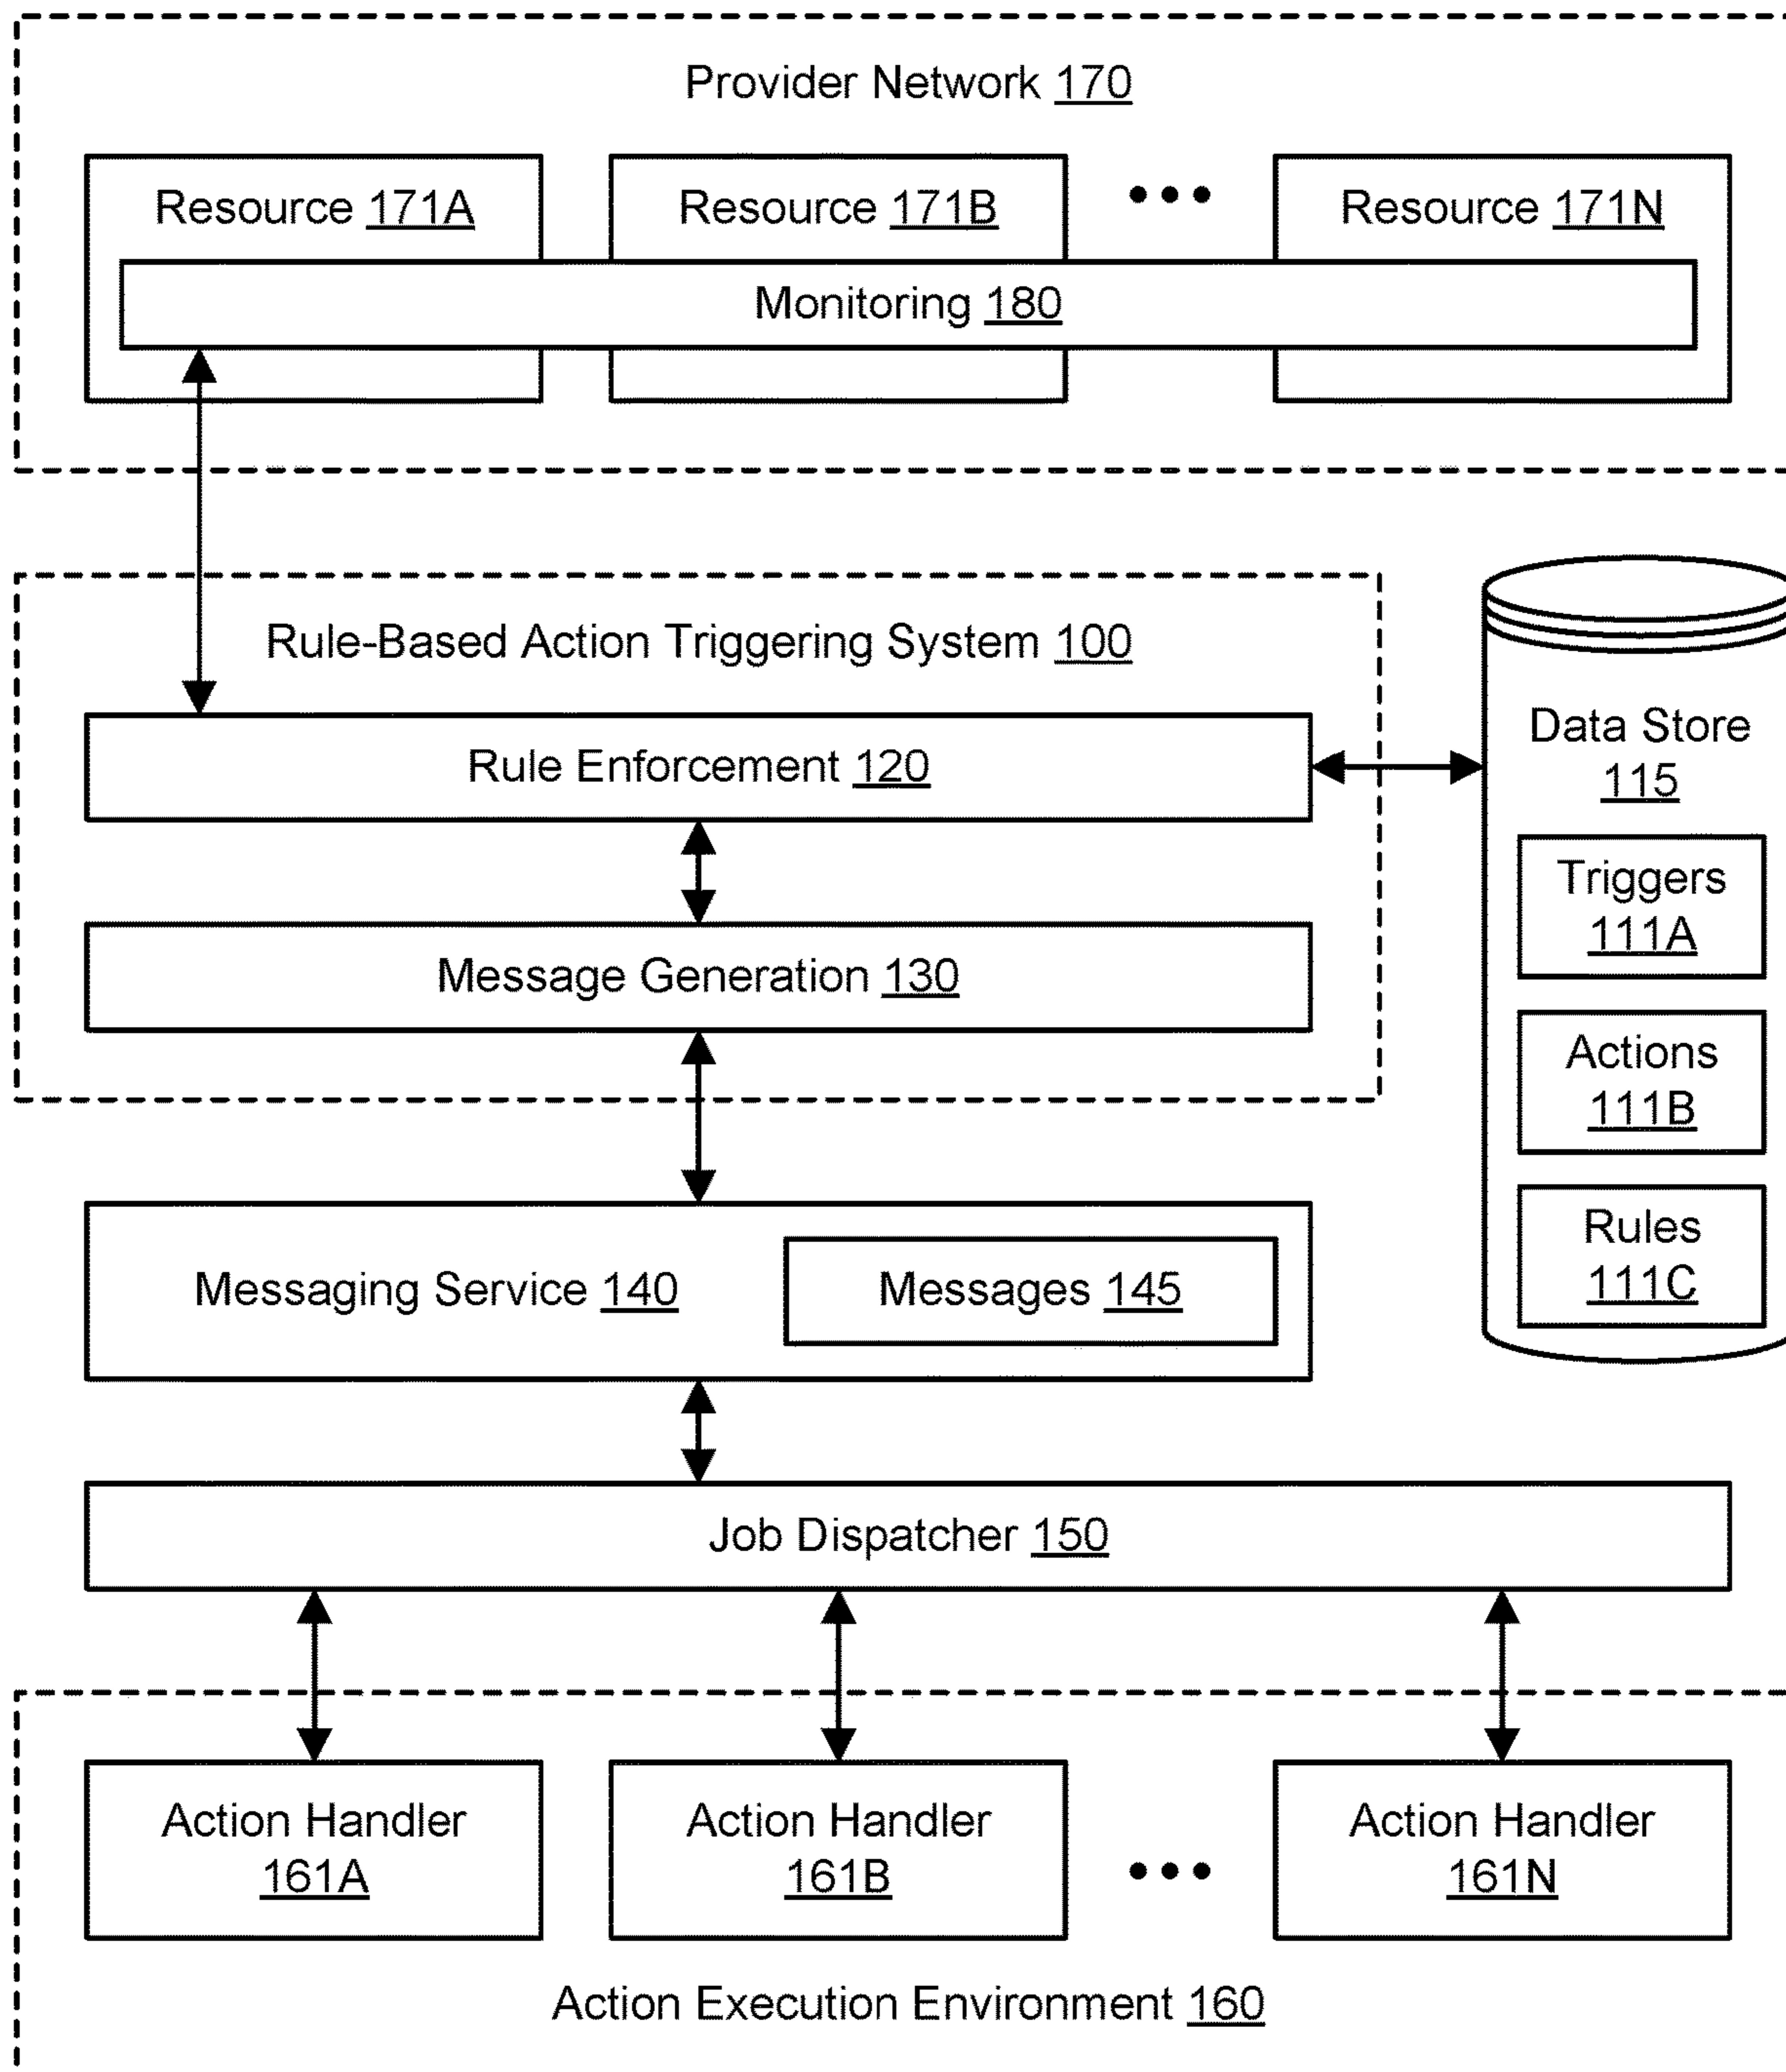 Provider Network 170
Resource 171A
Resource 171B
Resource 171N
Monitoring 180
Rule-Based Action Triggering System 100
Rule Enforcement 120
Message Generation 130
Data Store
115
Triggers
111A
Actions
111B
Rules
111C
Messaging Service 140
Messages 145
Job Dispatcher 150
Action Handler
161A
Action Handler
161B
Action Handler
161N
Action Execution Environment 160